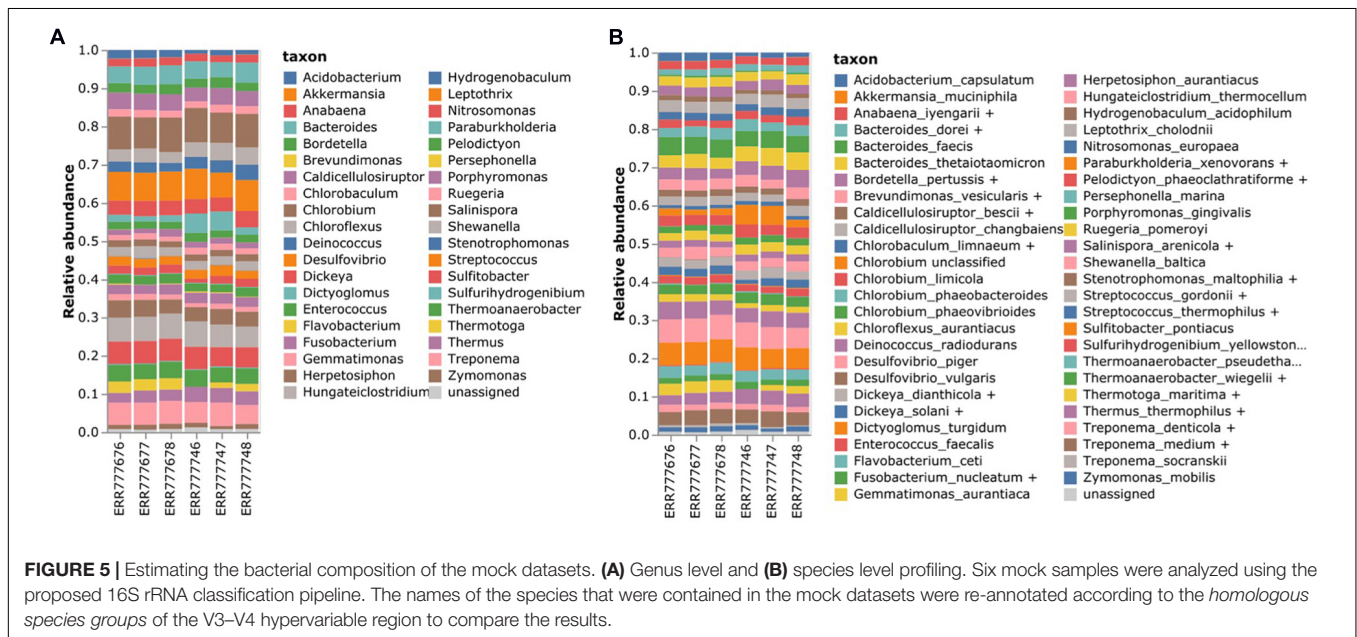 A
1.0
0.9
0.8
0.7
0.6
0.5
0.4
0.3
0.2
0.1
0.0
Relative abundance
ERR777676
ERR777677
ERR777678
ERR777746
ERR777747
ERR777748
taxon
Acidobacterium
Akkermansia
Anabaena
Bacteroides
Bordetella
Brevundimonas
Caldicellulosiruptor
Chlorobaculum
Chlorobium
Chloroflexus
Deinococcus
Desulfovibrio
Dickeya
Dictyoglomus
Enterococcus
Flavobacterium
Fusobacterium
Gemmatimonas
Herpetosiphon
Hungateiclostridium
Hydrogenobaculum
Leptothrix
Nitrosomonas
Paraburkholderia
Pelodictyon
Persephonella
Porphyromonas
Ruegeria
Salinispora
Shewanella
Stenotrophomonas
Streptococcus
Sulfitobacter
Sulfurihydrogenibium
Thermoanaerobacter
Thermotoga
Thermus
Treponema
Zymomonas
unassigned
B
1.0
0.9
0.8
0.7
0.6
0.5
0.4
0.3
0.2
0.1
0.0
Relative abundance
ERR777676
ERR777677
ERR777678
ERR777746
ERR777747
ERR777748
taxon
Acidobacterium_capsulatum
Akkermansia_muciniphila
Anabaena_iyengarii +
Bacteroides_dorei +
Bacteroides_faecis
Bacteroides_thetaiotaomicron
Bordetella_pertussis +
Brevundimonas_vesicularis +
Caldicellulosiruptor_bescii +
Caldicellulosiruptor_changbaiens
Chlorobaculum_limnaeum +
Chlorobium unclassified
Chlorobium_limicola
Chlorobium_phaeobacteroides
Chlorobium_phaeovibrioides
Chloroflexus_aurantiacus
Deinococcus_radiodurans
Desulfovibrio_piger
Desulfovibrio_vulgaris
Dickeya_dianthicola +
Dickeya_solani +
Dictyoglomus_turgidum
Enterococcus_faecalis
Flavobacterium_ceti
Fusobacterium_nucleatum +
Gemmatimonas_aurantiaca
Herpetosiphon_aurantiacus
Hungateiclostridium_thermocellum
Hydrogenobaculum_acidophilum
Leptothrix_cholodnii
Nitrosomonas_europaea
Paraburkholderia_xenovorans +
Pelodictyon_phaeoclathratiforme +
Persephonella_marina
Porphyromonas_gingivalis
Ruegeria_pomeroyi
Salinispora_arenicola +
Shewanella_baltica
Stenotrophomonas_maltophilia +
Streptococcus_gordonii +
Streptococcus_thermophilus +
Sulfitobacter_pontiacus
Sulfurihydrogenibium_yellowston...
Thermoanaerobacter_pseudetha...
Thermoanaerobacter_wiegelii +
Thermotoga_maritima +
Thermus_thermophilus +
Treponema_denticola +
Treponema_medium +
Treponema_socranskii
Zymomonas_mobilis
unassigned
FIGURE 5 | Estimating the bacterial composition of the mock datasets. (A) Genus level and (B) species level profiling. Six mock samples were analyzed using the
proposed 16S rRNA classification pipeline. The names of the species that were contained in the mock datasets were re-annotated according to the homologous
species groups of the V3–V4 hypervariable region to compare the results.